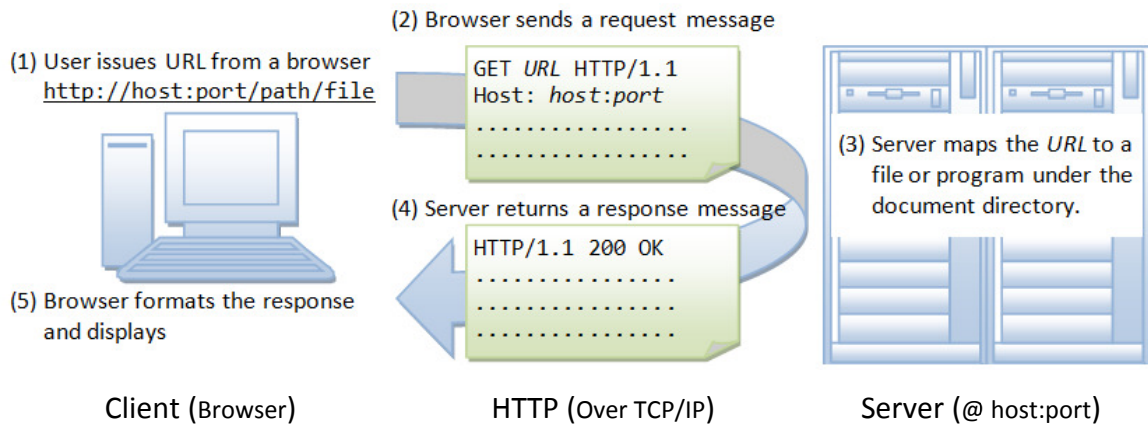 (1) User issues URL from a browser
http://host:port/path/file
(2) Browser sends a request message
GET URL HTTP/1.1
Host: host:port
.................
.................
(3) Server maps the URL to a
file or program under the
document directory.
(4) Server returns a response message
HTTP/1.1 200 OK
................
................
................
(5) Browser formats the response
and displays
Client (Browser)
HTTP (Over TCP/IP)
Server (@ host:port)